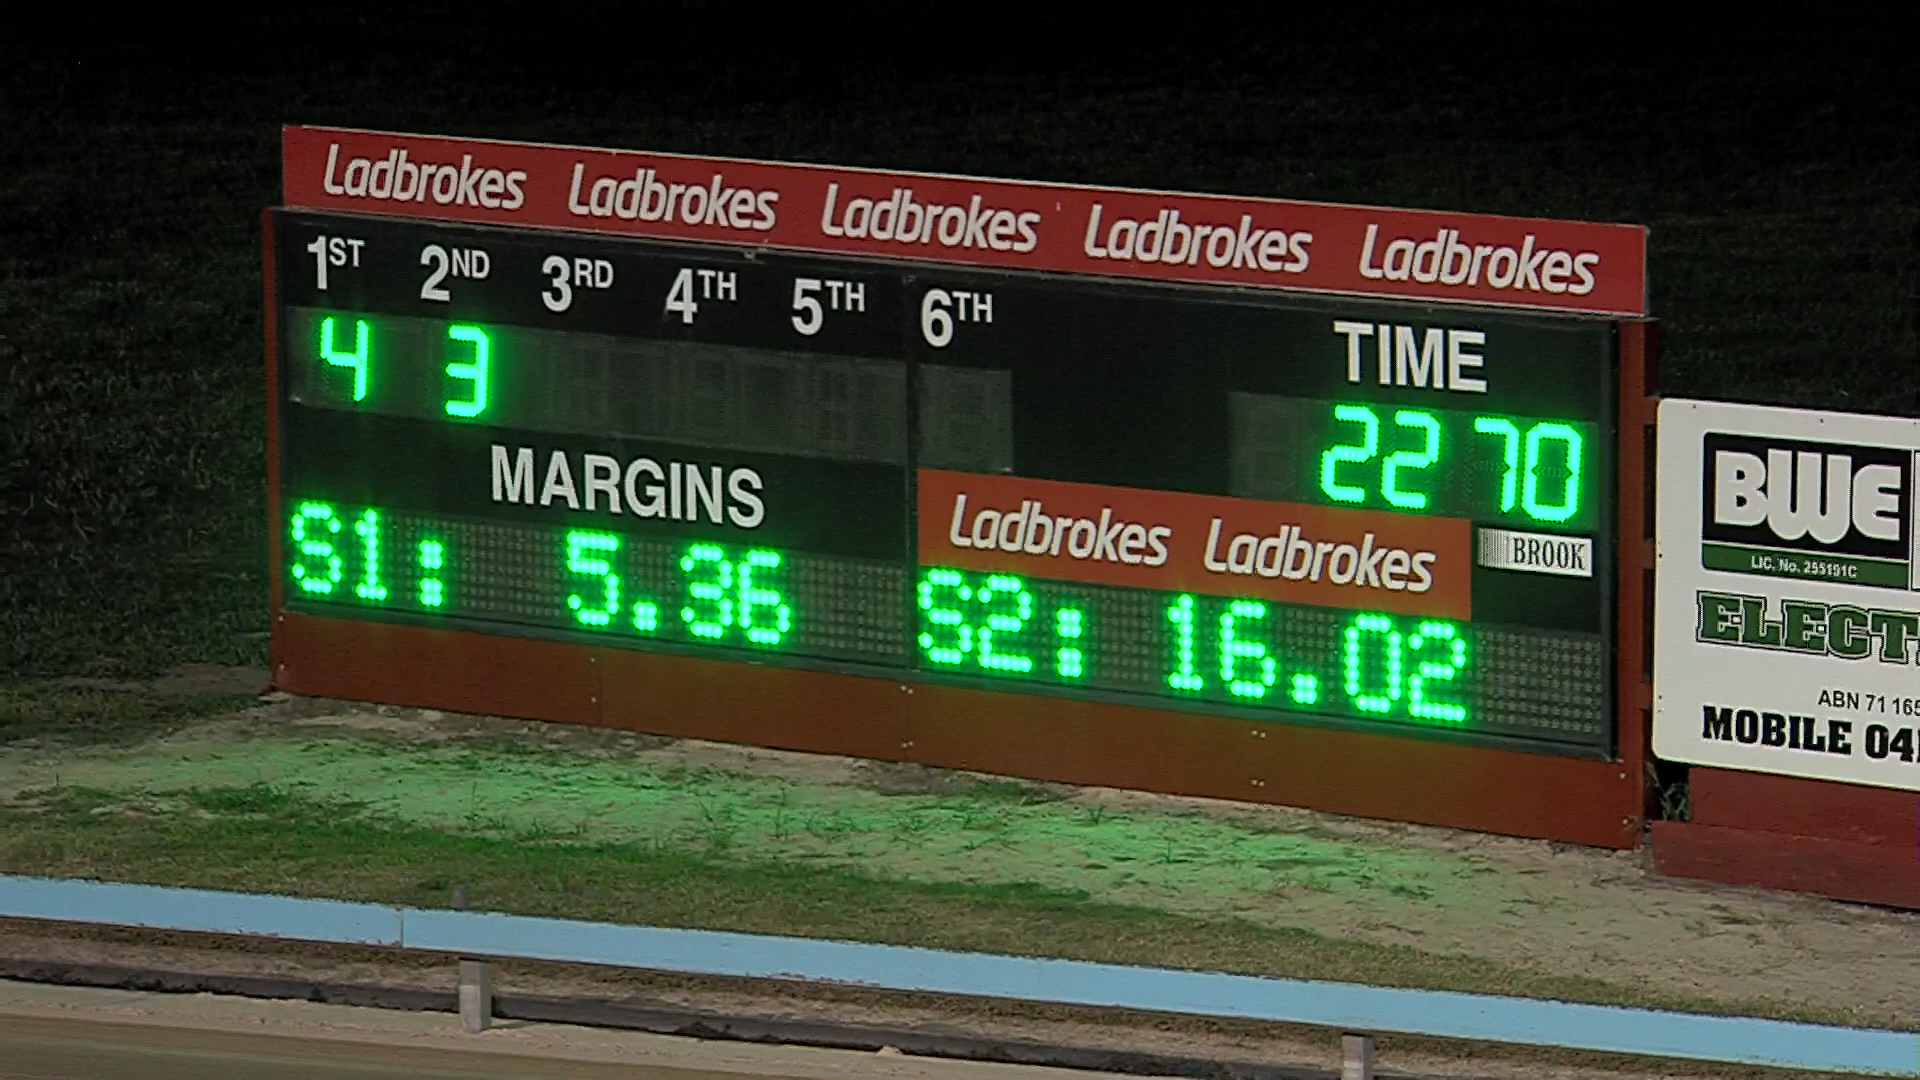 Ladbrokes Ladbrokes Ladbrokes Ladbrokes Ladbrokes
1ST 2ND 3RD 4TH 5TH 6TH
TIME
4 3
22 70
MARGINS
Ladbrokes Ladbrokes
BROOK
S1: 5.36 S2: 16.02
BWE
LIC. No. 295191C
ELECT
ABN 71 165
MOBILE 04